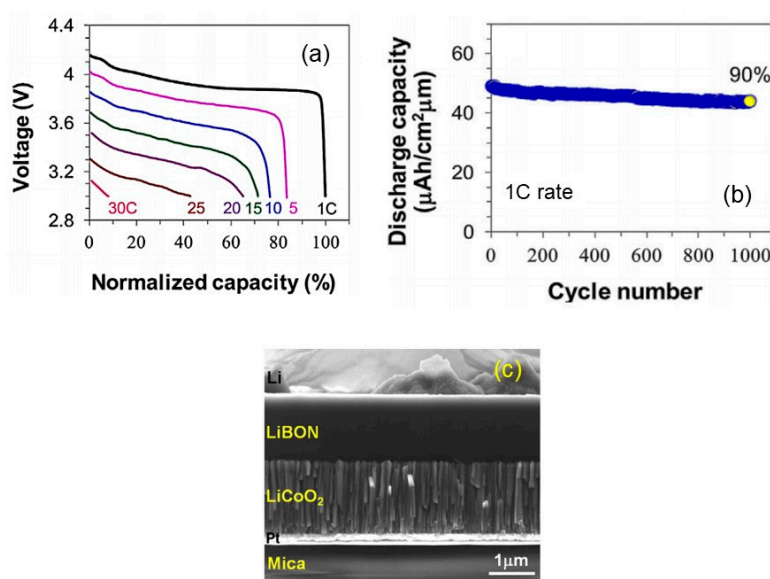 (a)
4.4
4
3.6
3.2
2.8
Voltage (V)
30C 25 20 15 10 5 1C
0 20 40 60 80 100
Normalized capacity (%)
(b)
60
40
20
0
Discharge capacity
(μAh/cm²μm)
90%
1C rate
0 200 400 600 800 1000
Cycle number
(c)
Li
LiBON
LiCoO₂
Pt
Mica
1μm